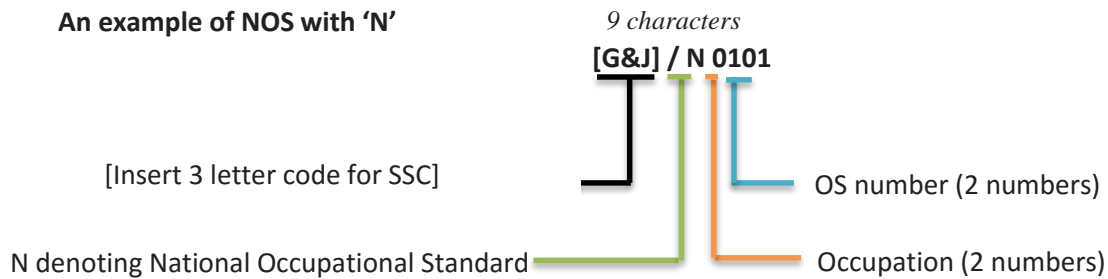 An example of NOS with ‘N’
9 characters
[G&J] / N 0101
[Insert 3 letter code for SSC]
OS number (2 numbers)
N denoting National Occupational Standard
Occupation (2 numbers)